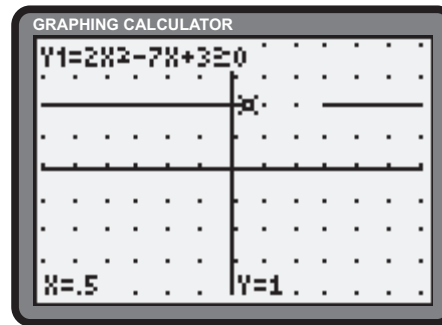 GRAPHING CALCULATOR
Y1=2X²-7X+3≥0
X=.5 Y=1